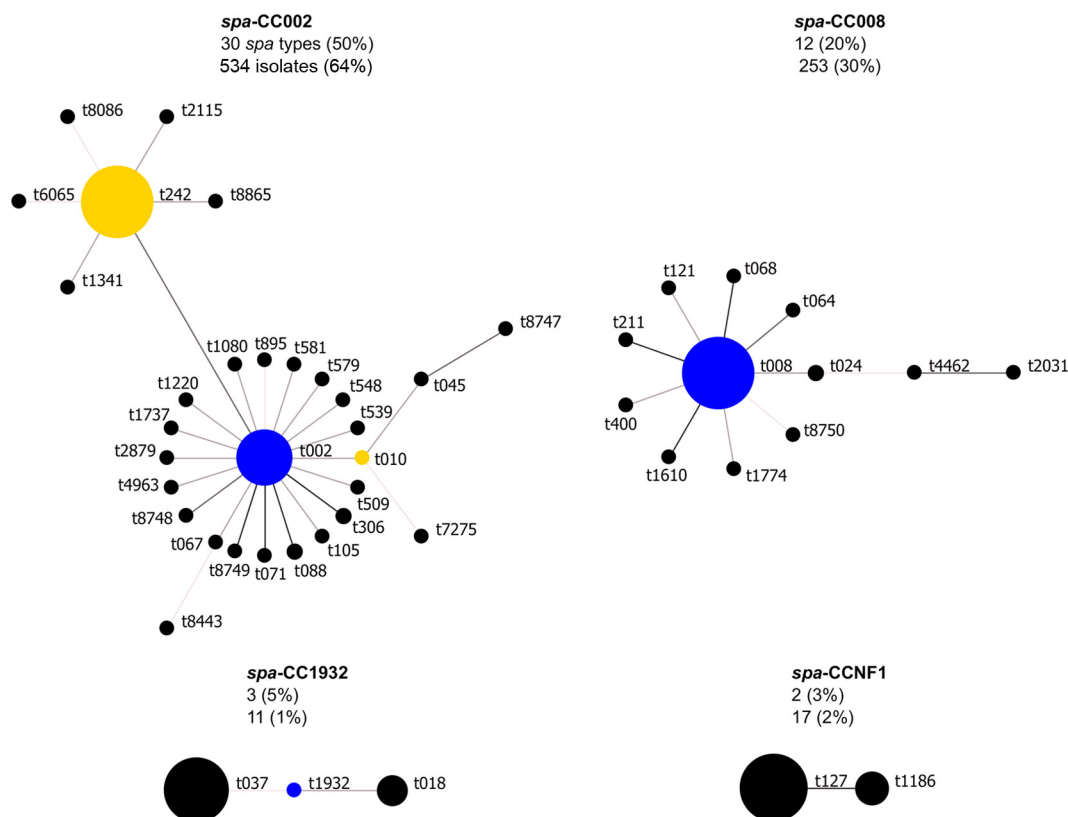 spa-CC002
30 spa types (50%)
534 isolates (64%)
spa-CC008
12 (20%)
253 (30%)
t8086
t2115
t6065
t242
t8865
t1341
t8747
t1080
t895
t581
t579
t045
t1220
t548
t1737
t539
t2879
t002
t010
t4963
t509
t8748
t306
t067
t105
t7275
t8749
t071
t088
t8443
t121
t068
t064
t211
t008
t024
t4462
t2031
t400
t8750
t1610
t1774
spa-CC1932
3 (5%)
11 (1%)
t037
t1932
t018
spa-CCNF1
2 (3%)
17 (2%)
t127
t1186